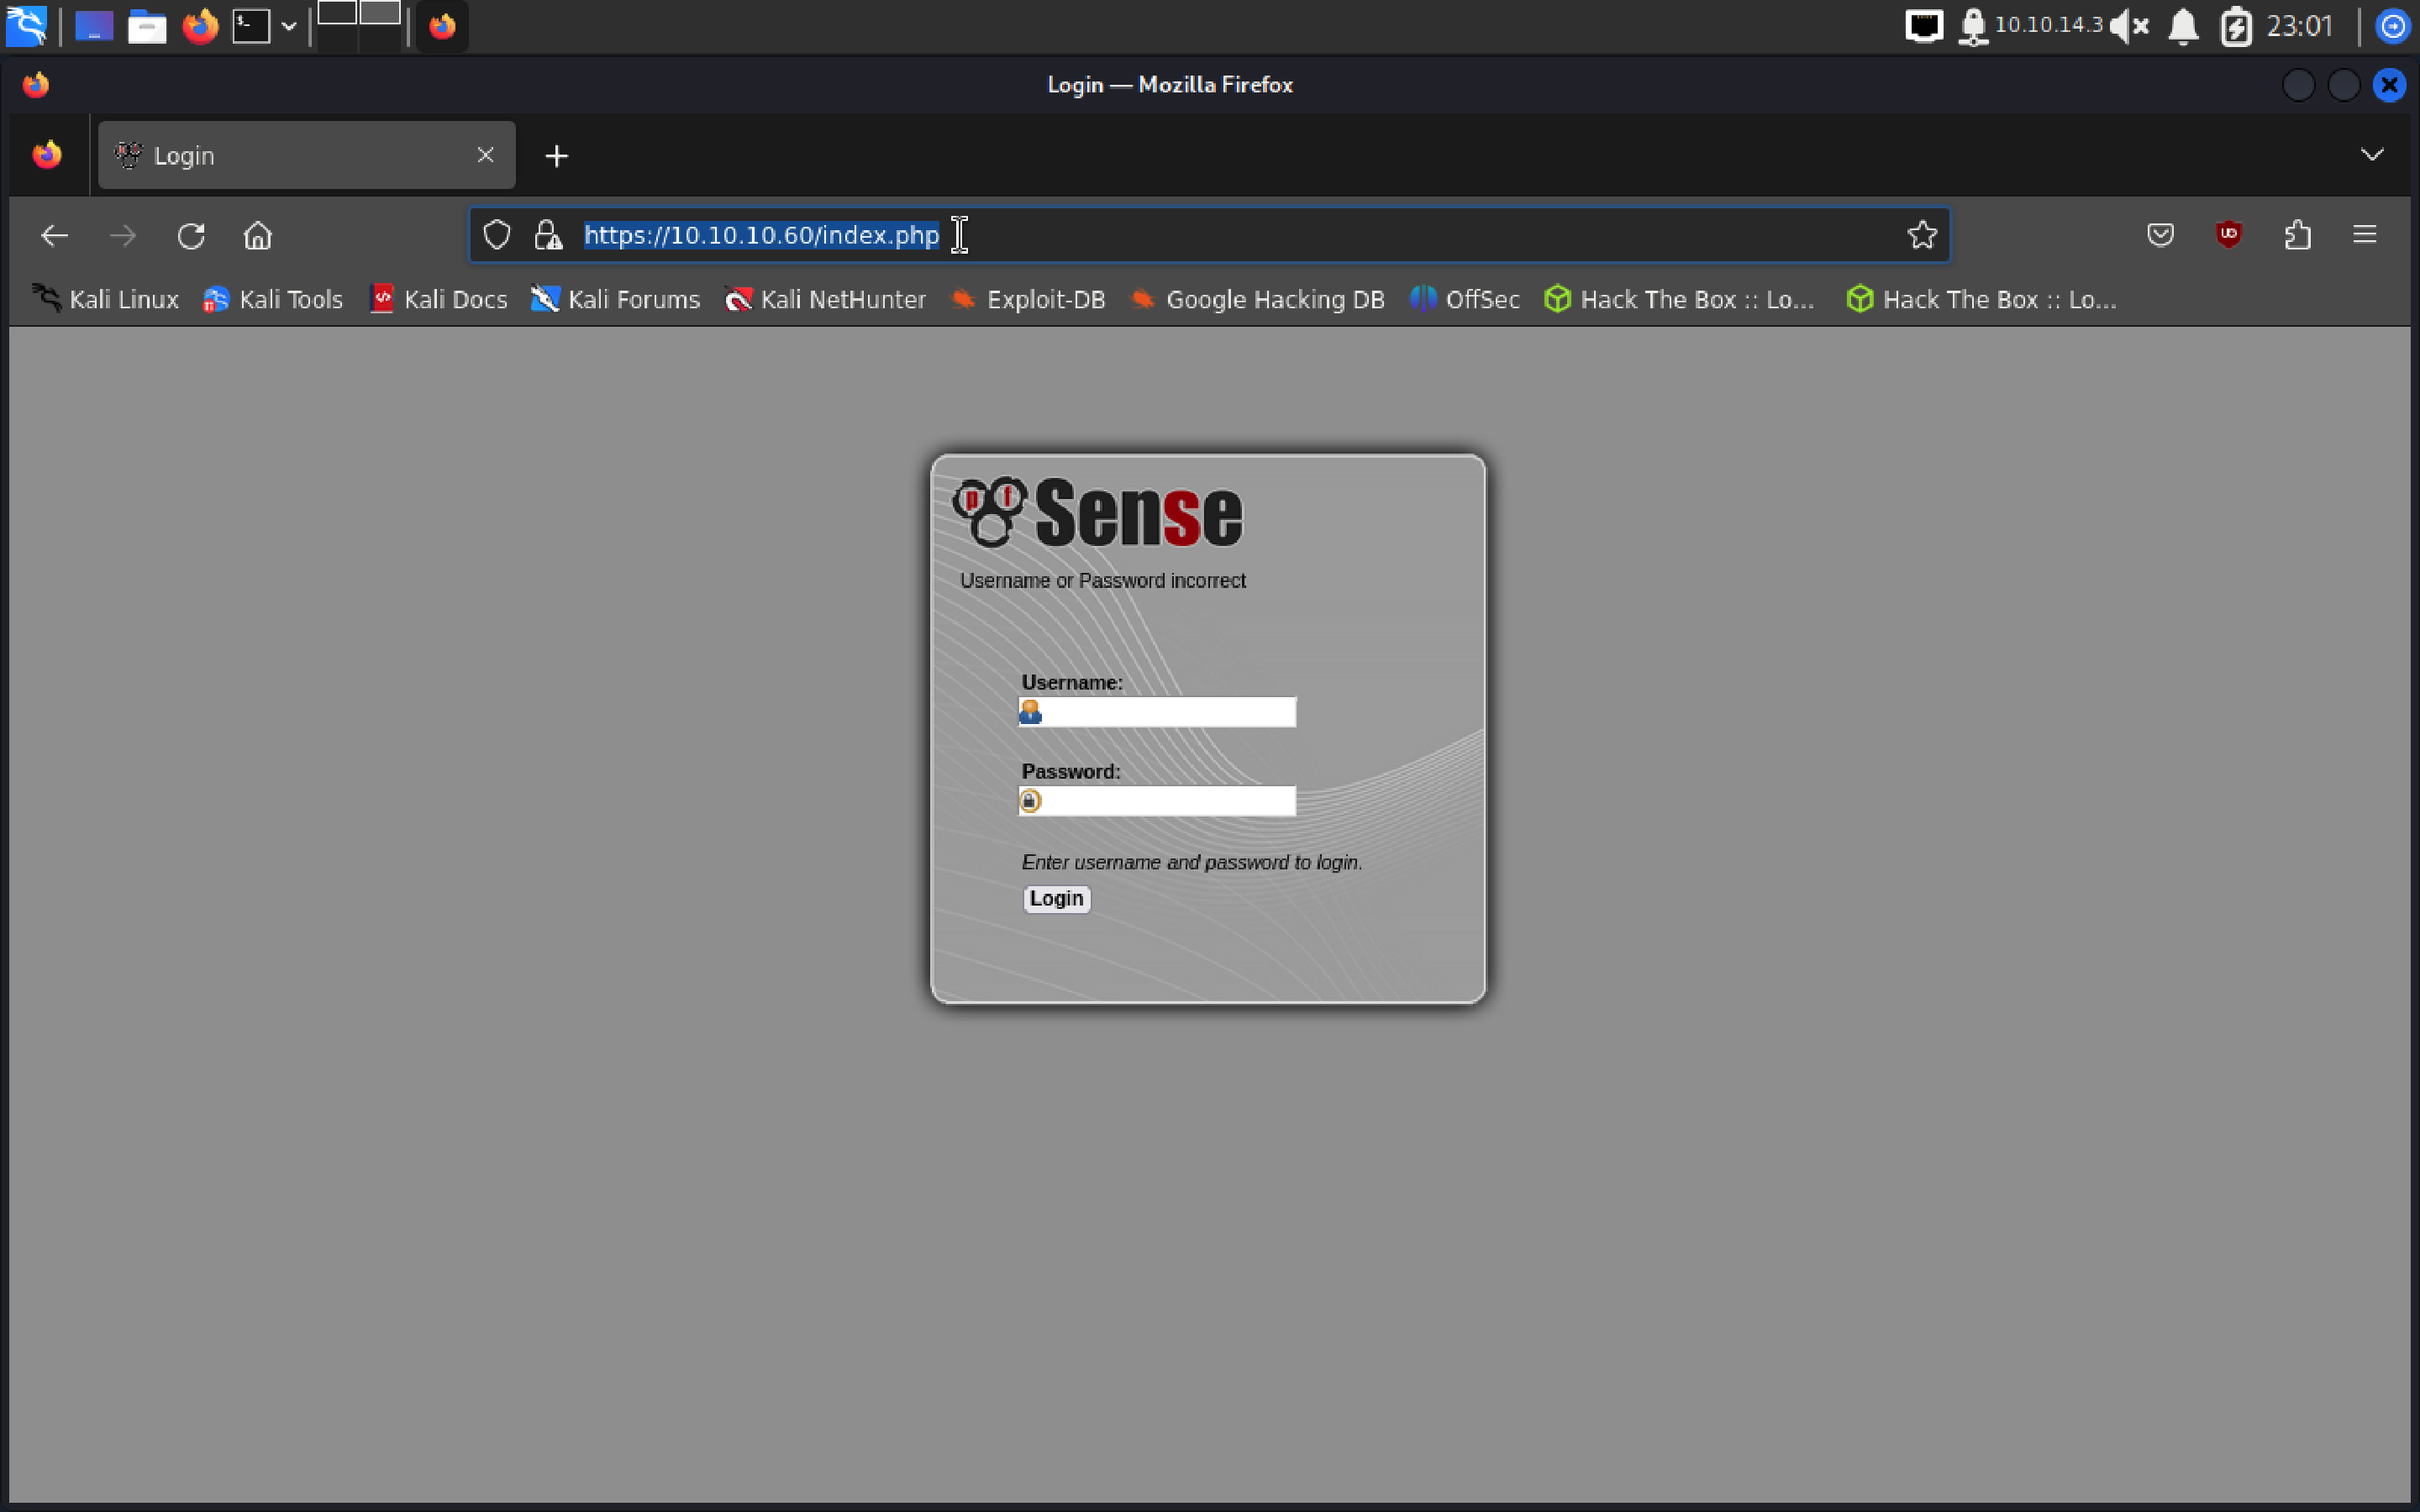 10.10.14.3 23:01
Login — Mozilla Firefox
Login
https://10.10.10.60/index.php
Kali Linux Kali Tools Kali Docs Kali Forums Kali NetHunter Exploit-DB Google Hacking DB OffSec Hack The Box :: Lo... Hack The Box :: Lo...
pf Sense
Username or Password incorrect
Username:
Password:
Enter username and password to login.
Login